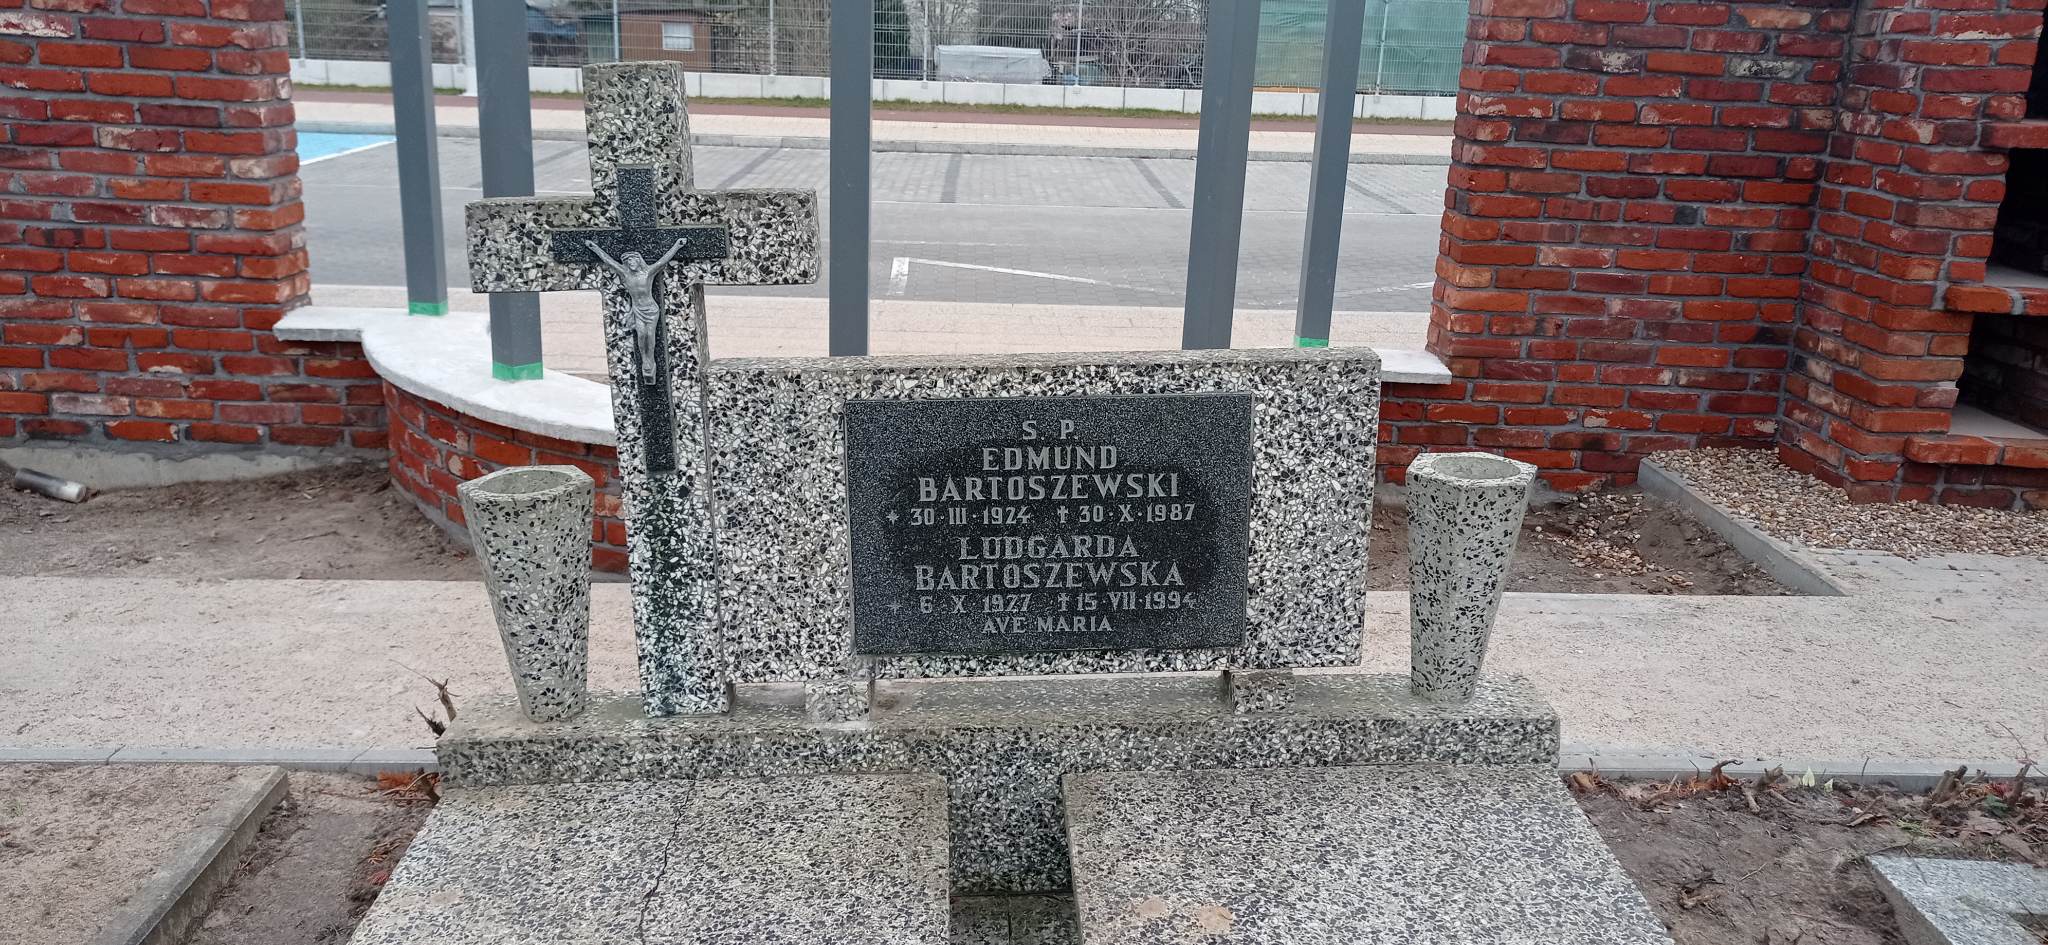 S. P.
EDMUND
BARTOSZEWSKI
* 30·III·1924 † 30·X·1987
LUDGARDA
BARTOSZEWSKA
* 6·X·1927 † 15·VII·1994
AVE MARIA